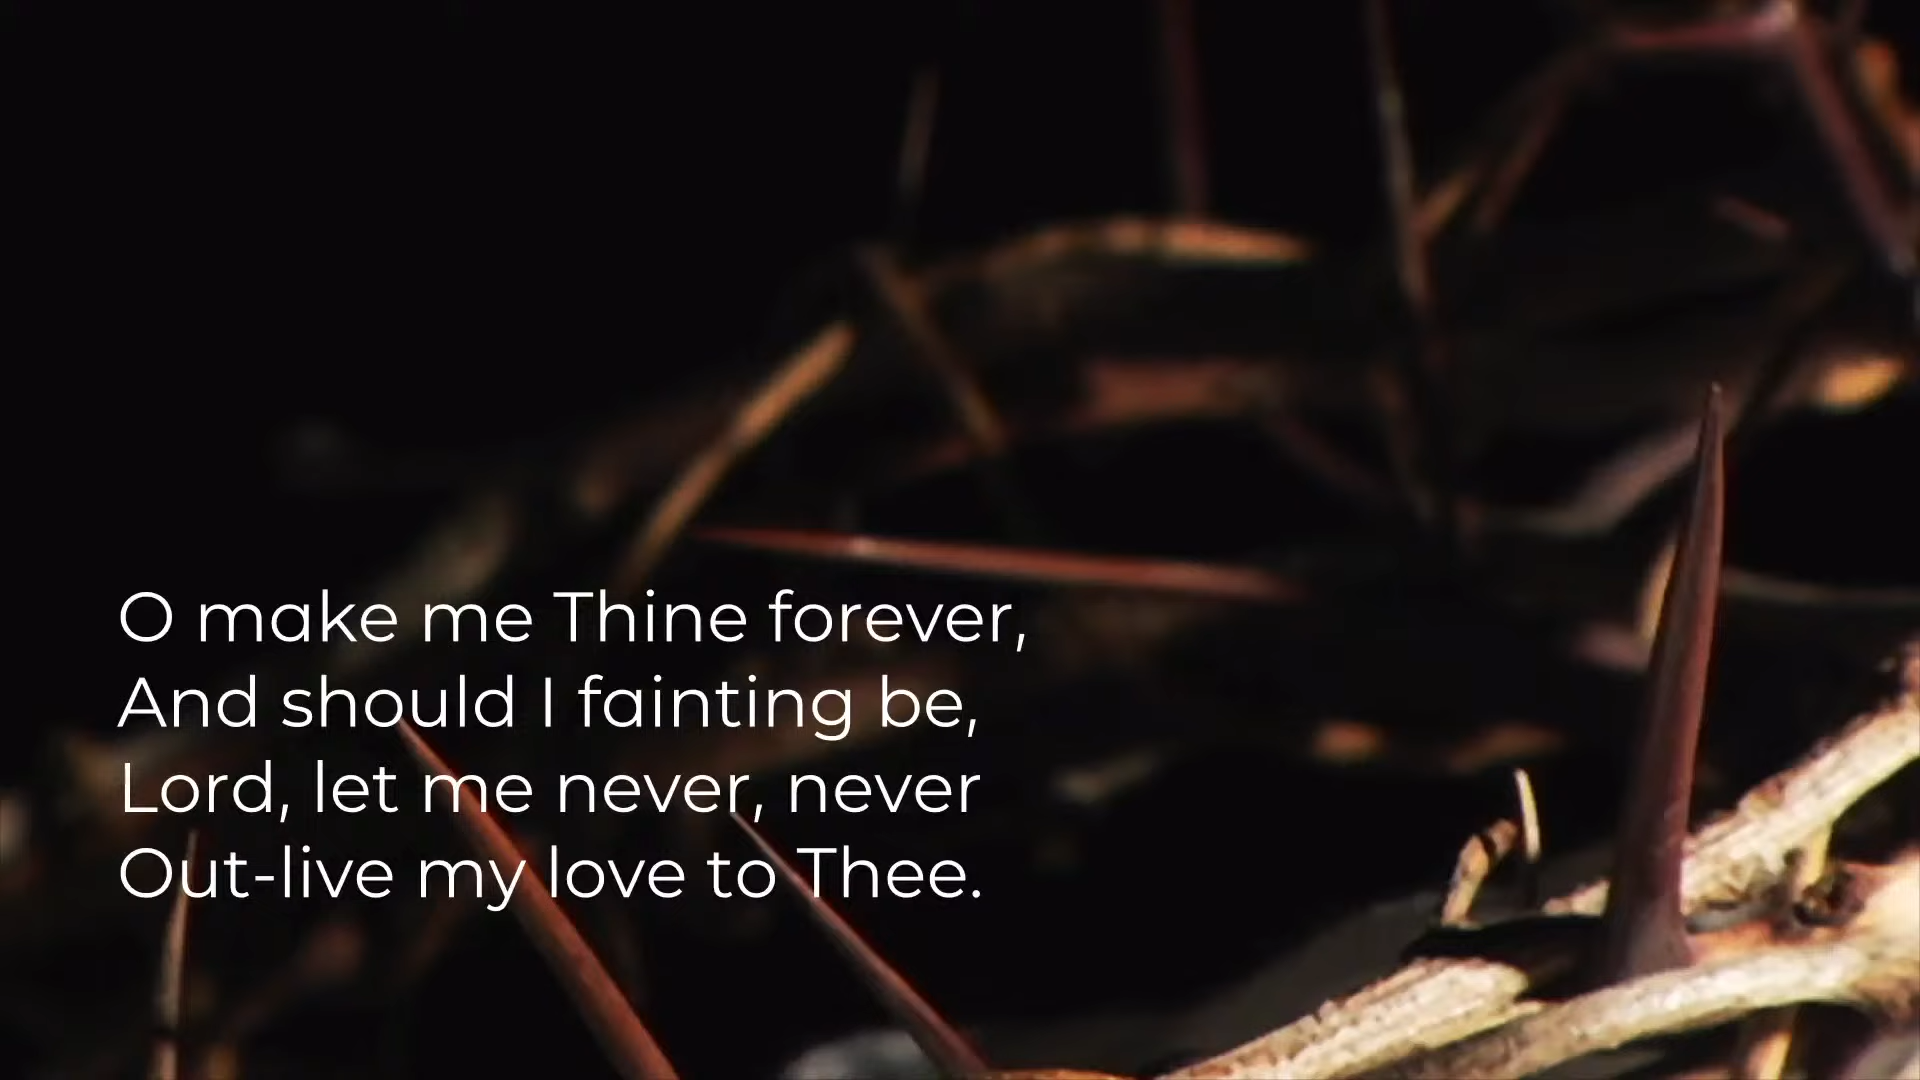 O make me Thine forever,
And should I fainting be,
Lord, let me never, never
Out-live my love to Thee.